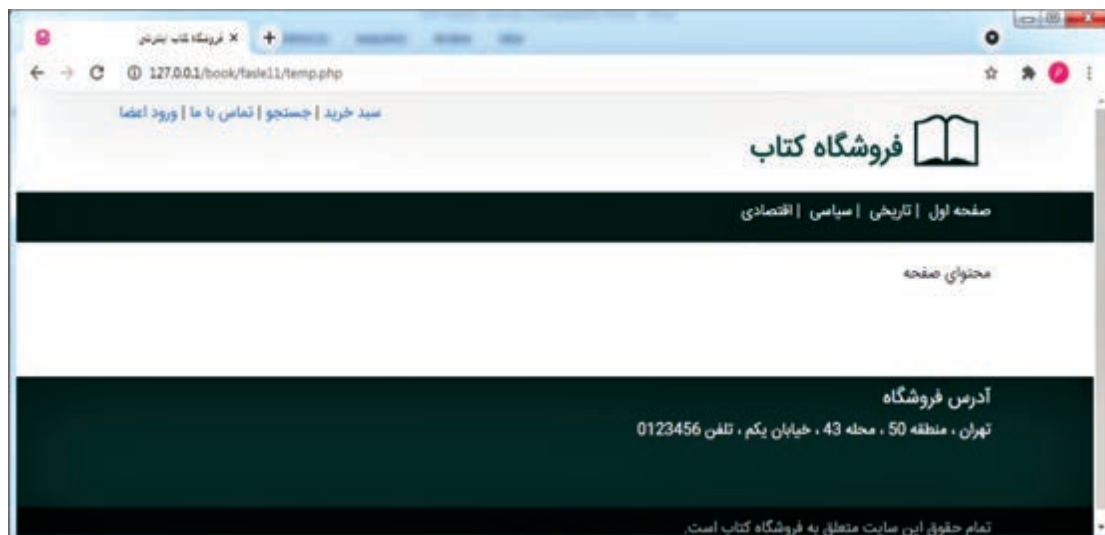 فروشگاه کتاب اینترنتی
127.0.0.1/book/fasle11/temp.php
سبد خرید | جستجو | تماس با ما | ورود اعضا
فروشگاه کتاب
صفحه اول | تاریخی | سیاسی | اقتصادی
محتوای صفحه
آدرس فروشگاه
تهران ، منطقه 50 ، محله 43 ، خیابان یکم ، تلفن 0123456
تمام حقوق این سایت متعلق به فروشگاه کتاب است.